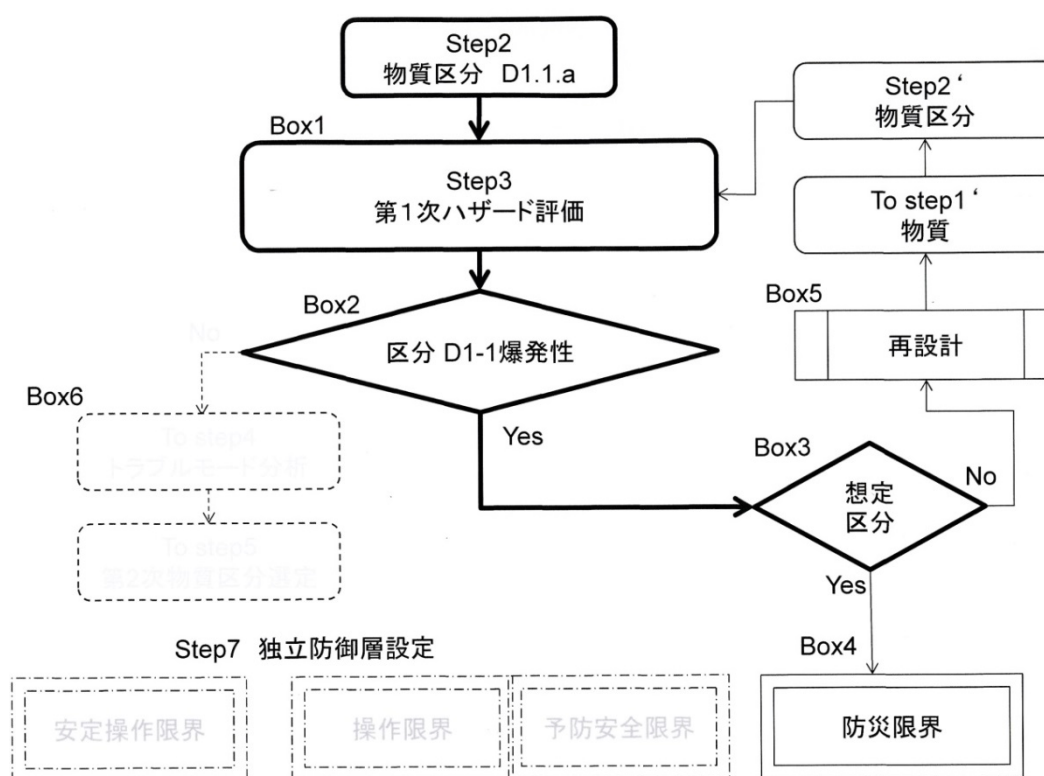 Step2
物質区分 D1.1.a
Box1
Step3
第1次ハザード評価
Step2‘
物質区分
To step1‘
物質
Box5
再設計
Box2
区分 D1-1爆発性
No
Yes
Box6
To step4
トラブルモード分析
To step5
第2次物質区分選定
Box3
想定
区分
No
Yes
Step7 独立防御層設定
Box4
安定操作限界
操作限界
予防安全限界
防災限界